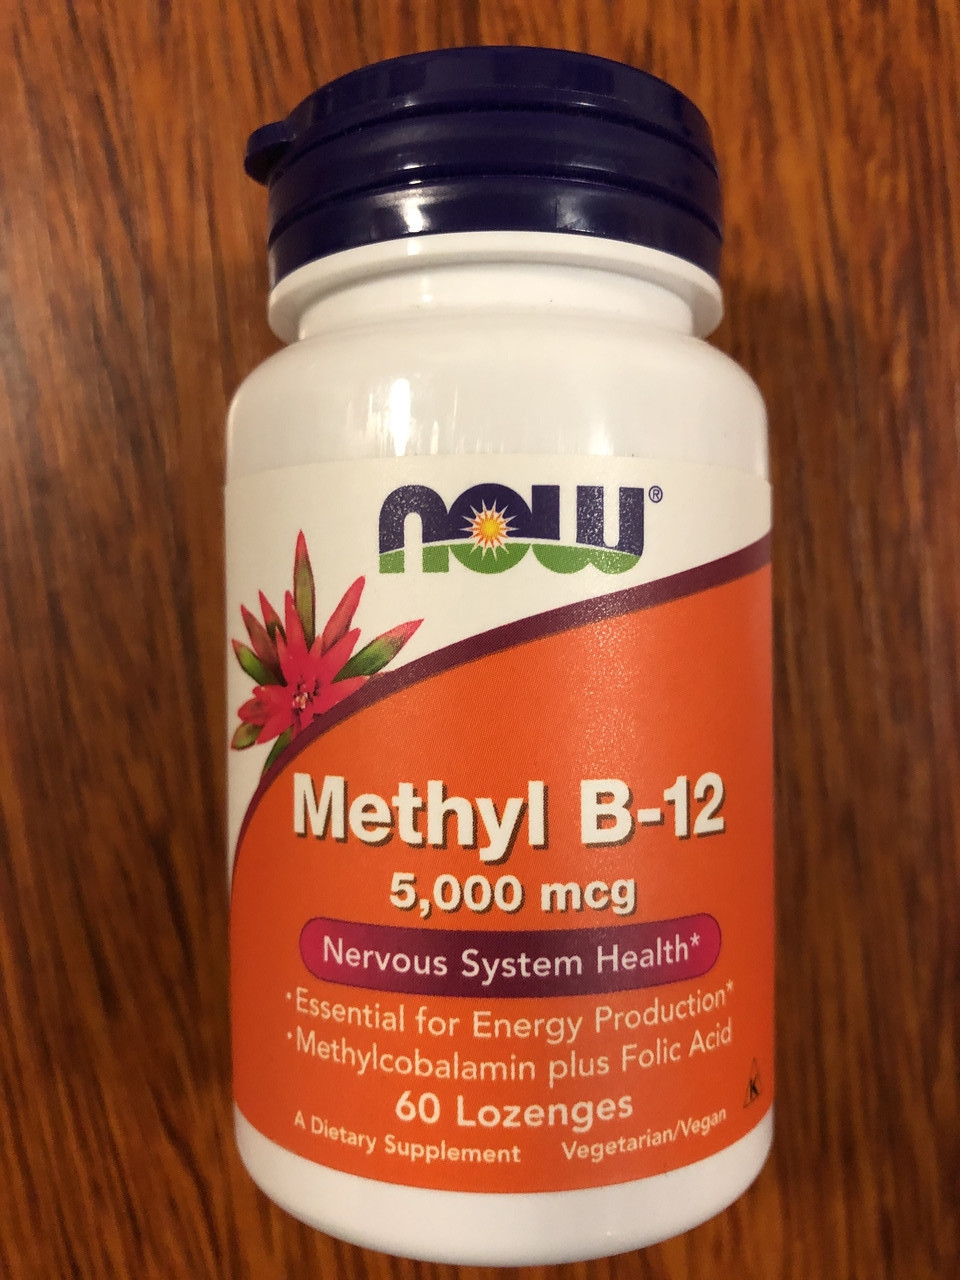 now®
Methyl B-12
5,000 mcg
Nervous System Health*
•Essential for Energy Production*
•Methylcobalamin plus Folic Acid
K
60 Lozenges
A Dietary Supplement Vegetarian/Vegan